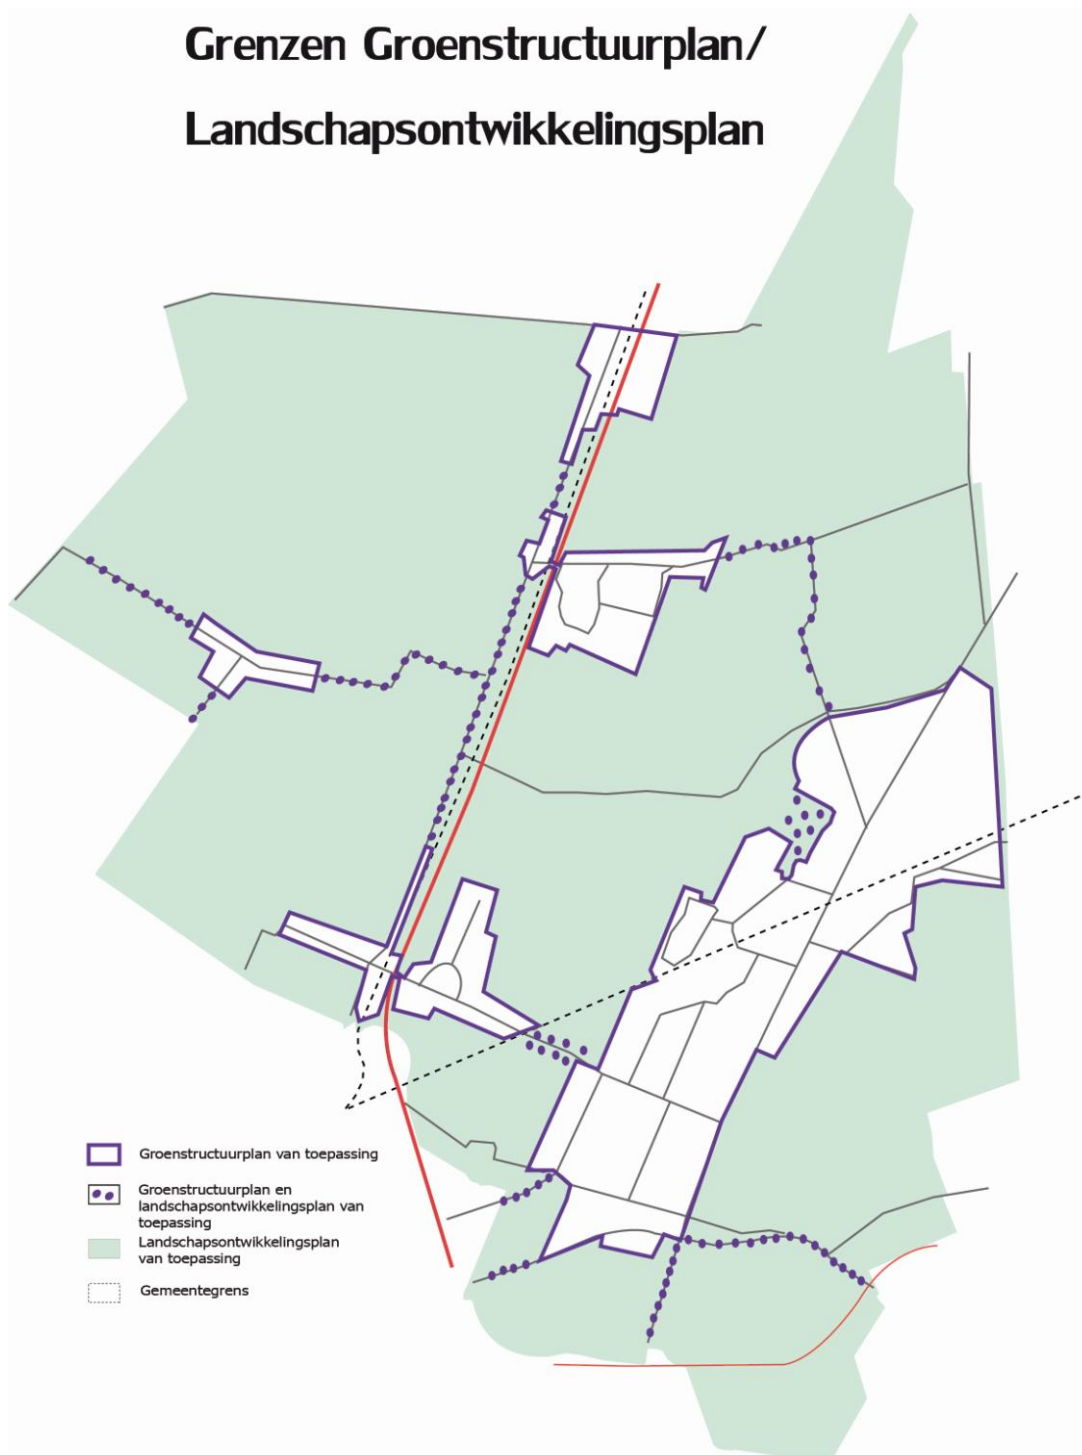 Grenzen Groenstructuurplan/
Landschapsontwikkelingsplan
Groenstructuurplan van toepassing
Groenstructuurplan en
landschapsontwikkelingsplan van
toepassing
Landschapsontwikkelingsplan
van toepassing
Gemeentegrens